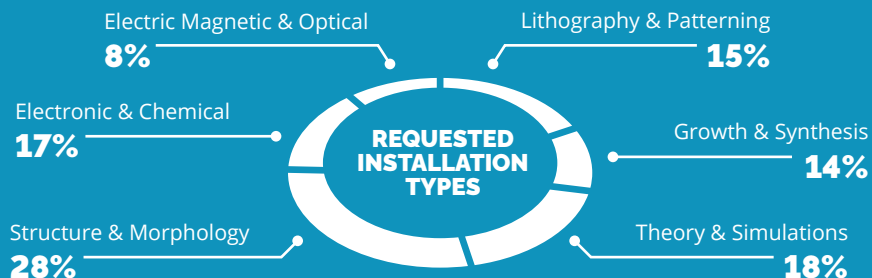 Electric Magnetic & Optical
8%
Lithography & Patterning
15%
Electronic & Chemical
17%
REQUESTED
INSTALLATION
TYPES
Growth & Synthesis
14%
Structure & Morphology
28%
Theory & Simulations
18%